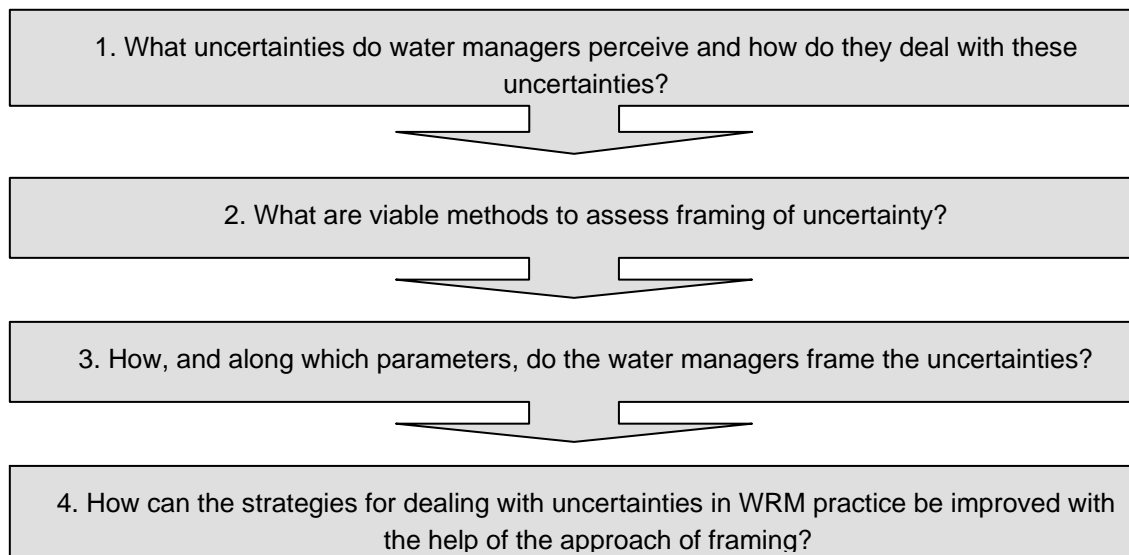 1. What uncertainties do water managers perceive and how do they deal with these
uncertainties?
2. What are viable methods to assess framing of uncertainty?
3. How, and along which parameters, do the water managers frame the uncertainties?
4. How can the strategies for dealing with uncertainties in WRM practice be improved with
the help of the approach of framing?